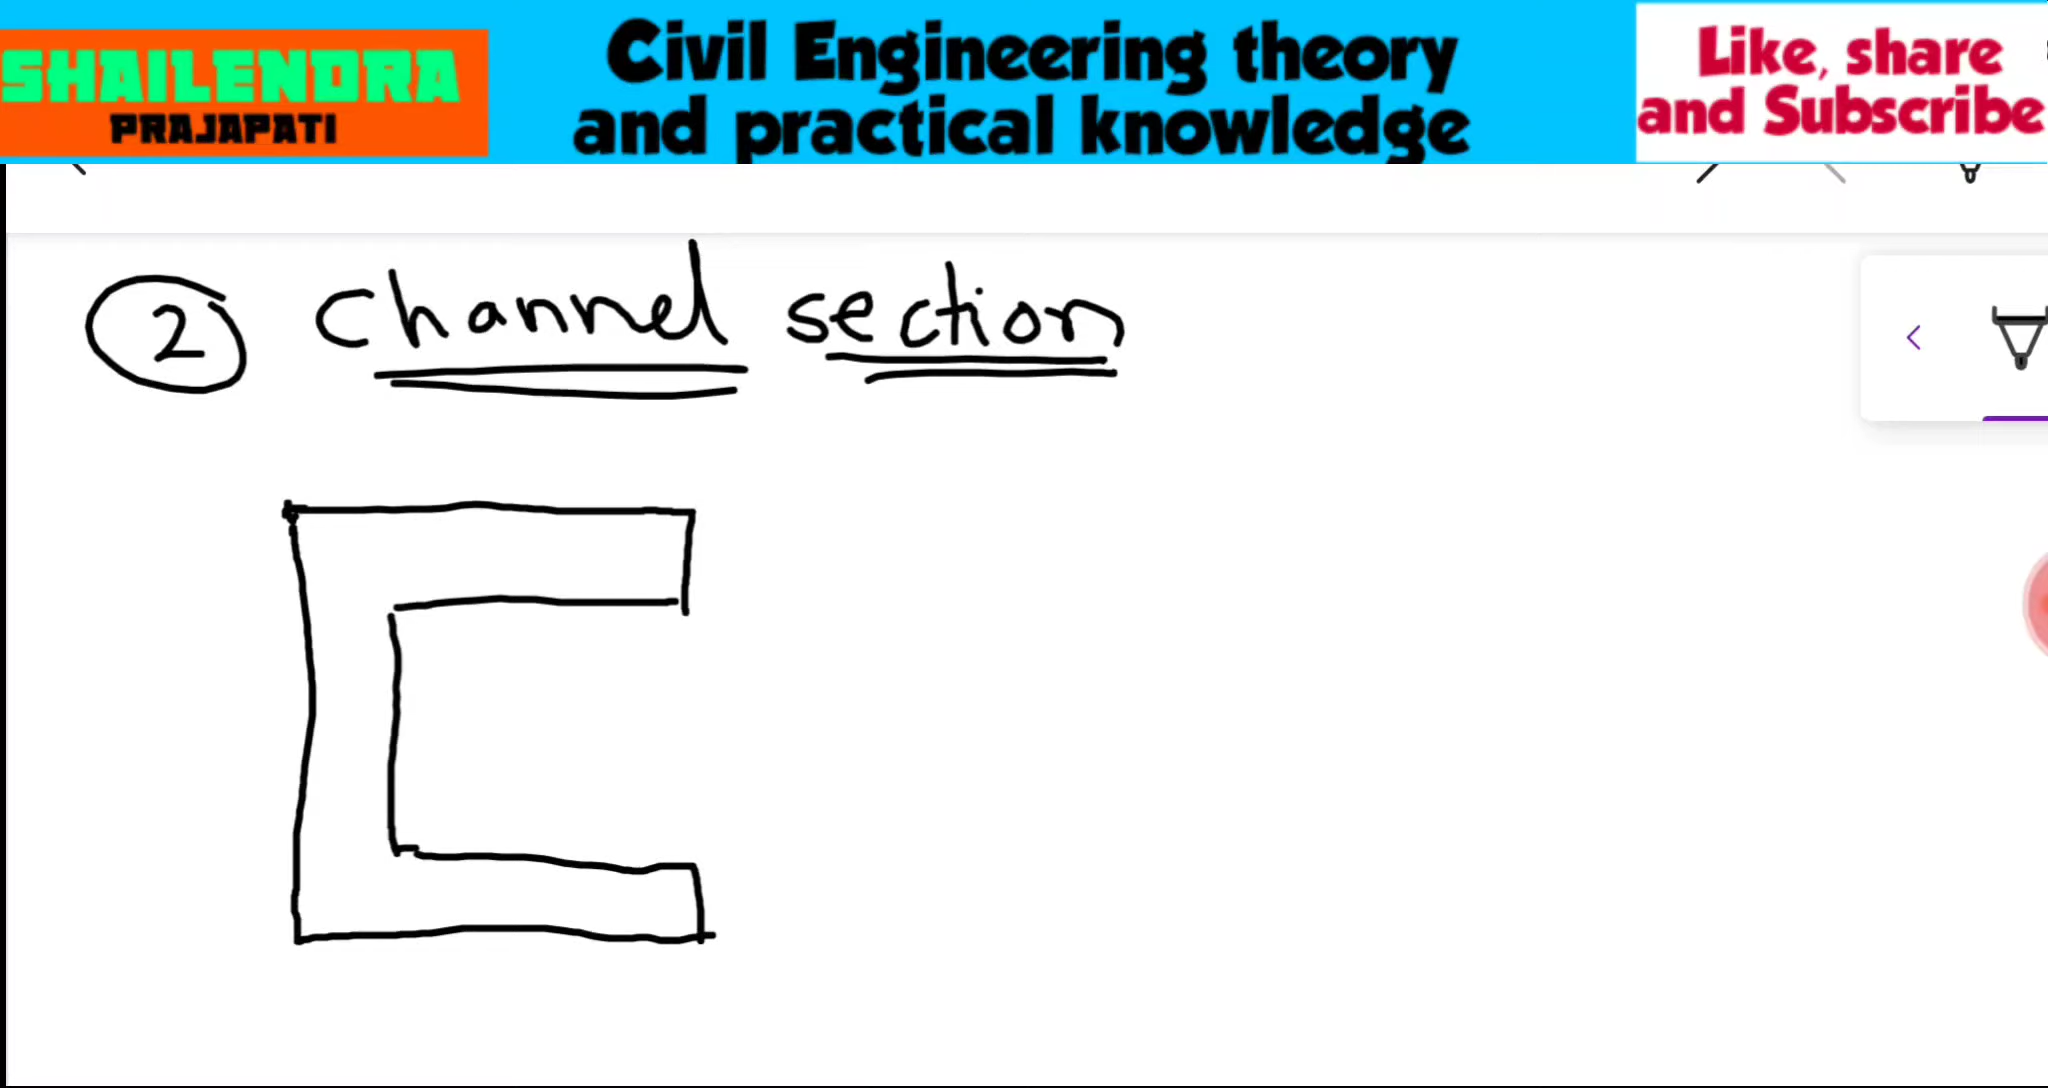 SHAILENDRA
PRAJAPATI
Civil Engineering theory
and practical knowledge
Like, share
and Subscribe
2 Channel section